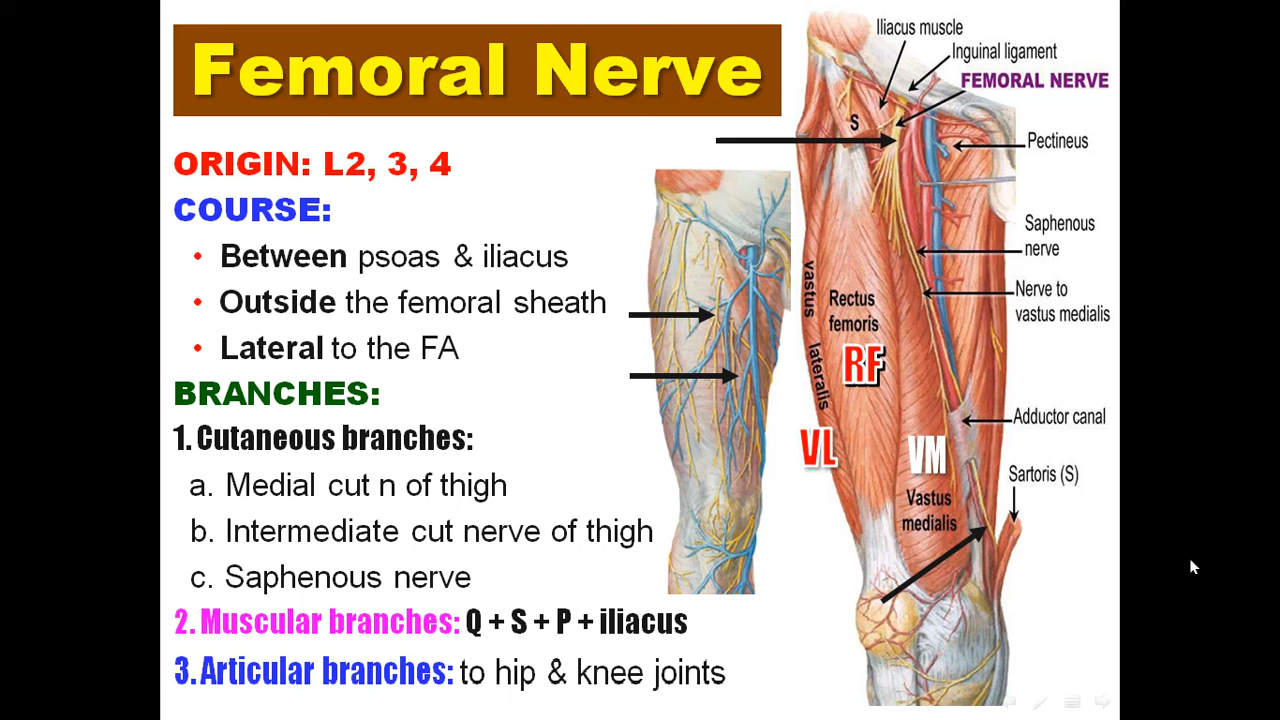 Femoral Nerve
ORIGIN: L2, 3, 4
COURSE:
• Between psoas & iliacus
• Outside the femoral sheath
• Lateral to the FA
BRANCHES:
1. Cutaneous branches:
a. Medial cut n of thigh
b. Intermediate cut nerve of thigh
c. Saphenous nerve
2. Muscular branches: Q + S + P + iliacus
3. Articular branches: to hip & knee joints
Iliacus muscle
Inguinal ligament
FEMORAL NERVE
S
Pectineus
Saphenous
nerve
Nerve to
vastus medialis
vastus lateralis
Rectus
femoris
RF
VL
VM
Vastus
medialis
Adductor canal
Sartoris (S)